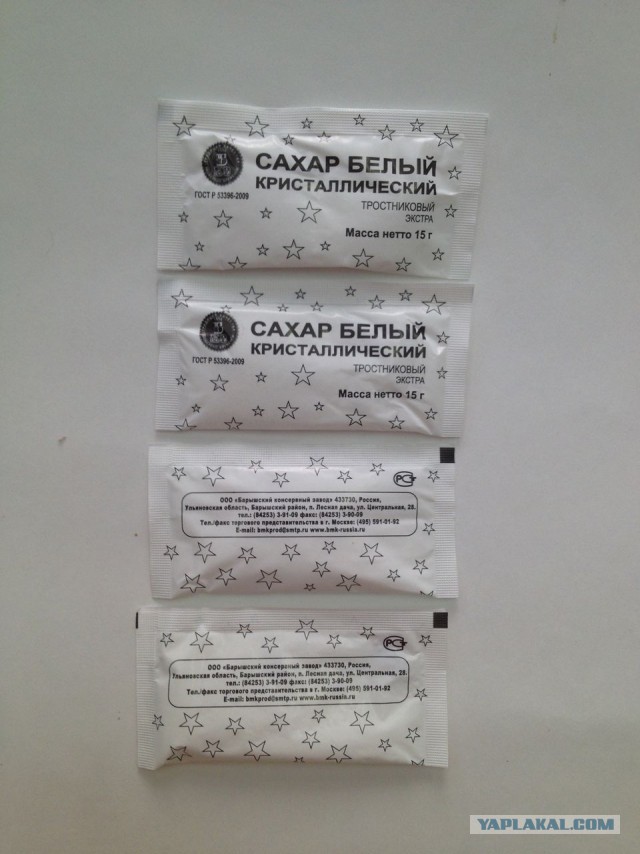 САХАР БЕЛЫЙ
КРИСТАЛЛИЧЕСКИЙ
ГОСТ Р 53396-2009
ТРОСТНИКОВЫЙ
ЭКСТРА
Масса нетто 15 г
САХАР БЕЛЫЙ
КРИСТАЛЛИЧЕСКИЙ
ГОСТ Р 53396-2009
ТРОСТНИКОВЫЙ
ЭКСТРА
Масса нетто 15 г
РСТ
ООО «Барышский консервный завод» 433730, Россия,
Ульяновская область, Барышский район, п. Лесная дача, ул. Центральная, 28.
тел.: (84253) 3-91-09 факс: (84253) 3-90-09
Тел./факс торгового представительства в г. Москве: (495) 591-01-92
E-mail: bmkprod@smtp.ru www.bmk-russia.ru
РСТ
ООО «Барышский консервный завод» 433730, Россия,
Ульяновская область, Барышский район, п. Лесная дача, ул. Центральная, 28.
тел.: (84253) 3-91-09 факс: (84253) 3-90-09
Тел./факс торгового представительства в г. Москве: (495) 591-01-92
E-mail: bmkprod@smtp.ru www.bmk-russia.ru
YAPLAKAL.COM